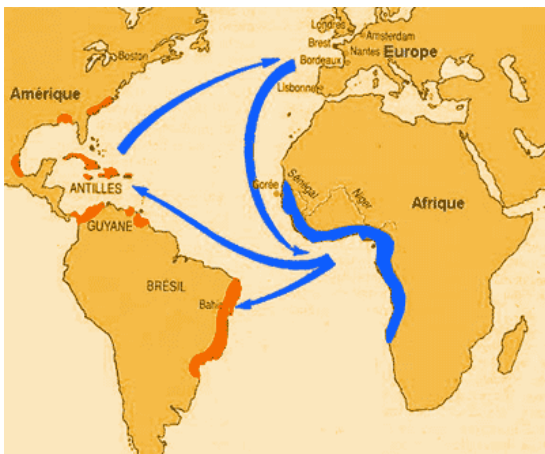 Londres
Amsterdam
Brest
Nantes
Europe
Boston
Bordeaux
Amérique
Lisbonne
Sénégal
Gorée
Niger
Afrique
ANTILLES
GUYANE
BRÉSIL
Bahia